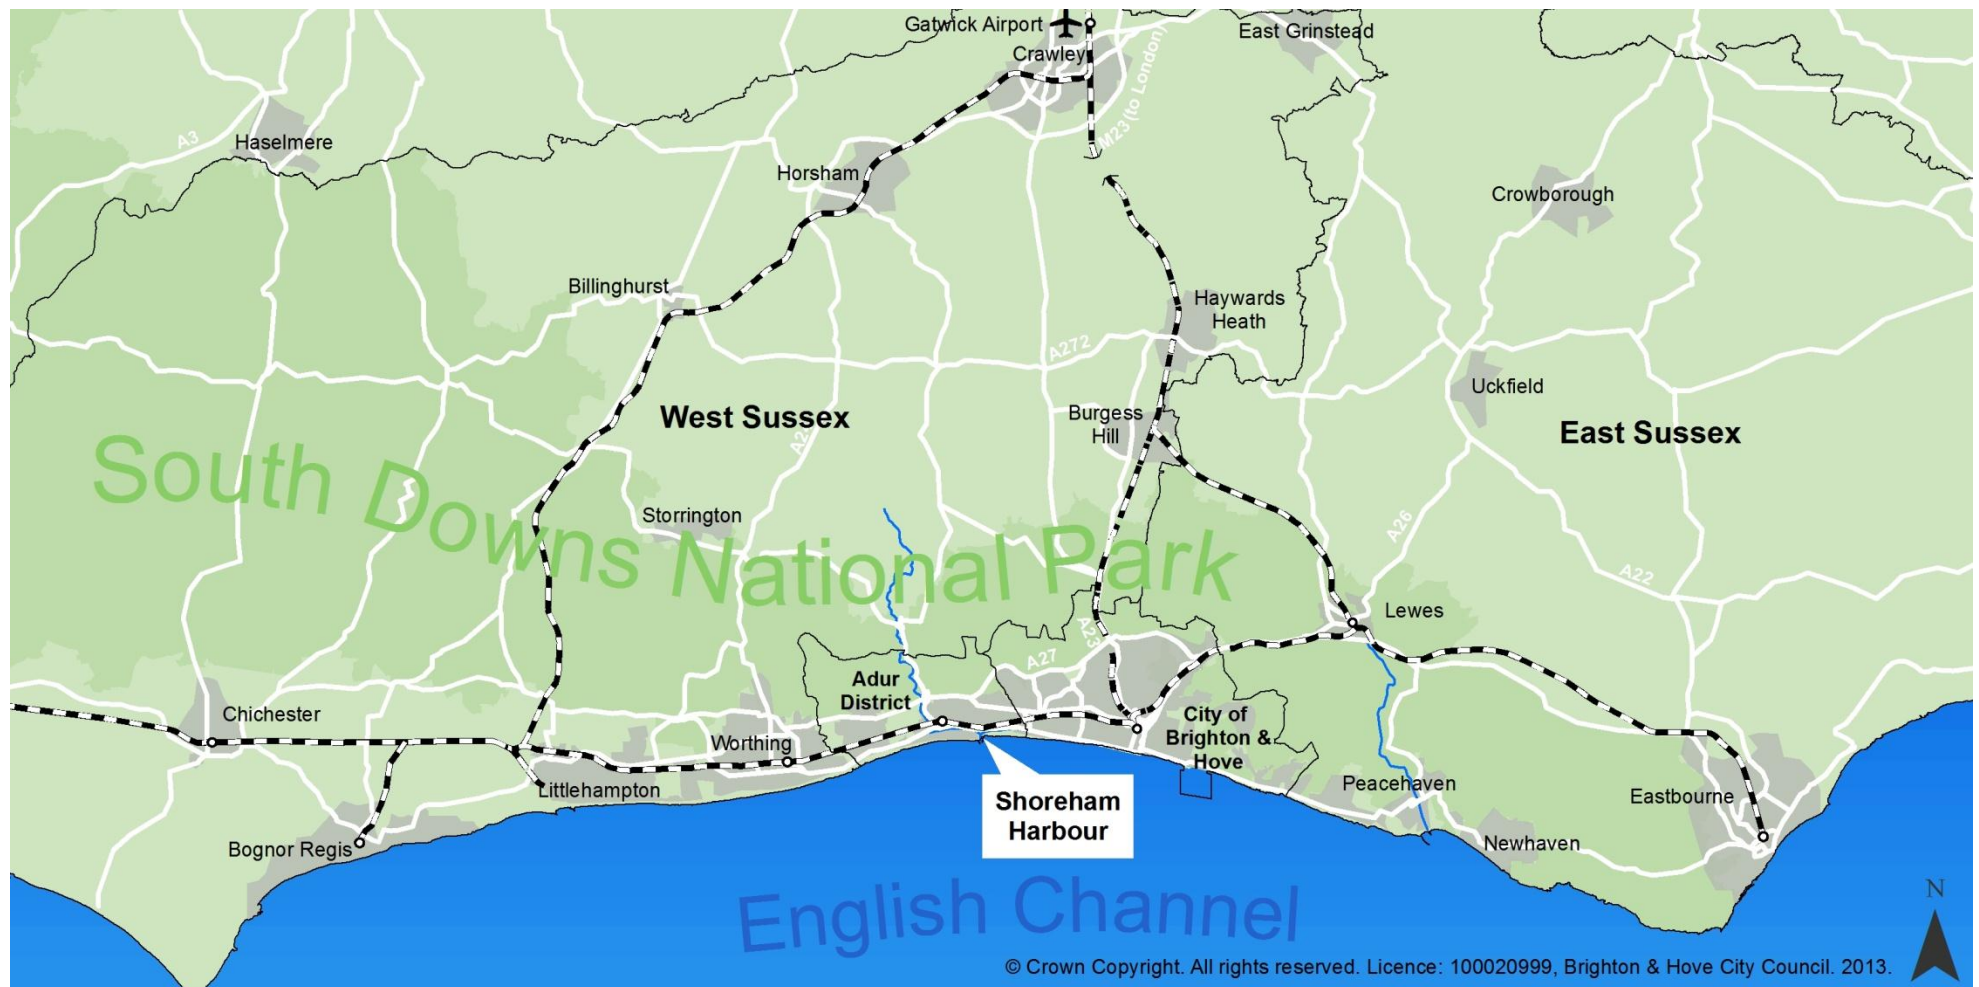 Gatwick Airport
East Grinstead
Crawley
M23 (to London)
A3
Haselmere
Horsham
Crowborough
Billinghurst
Haywards
Heath
A272
Uckfield
West Sussex
Burgess
Hill
East Sussex
South Downs National Park
Storrington
A26
A22
Lewes
A23
A27
Adur
District
Chichester
City of
Brighton &
Hove
Worthing
Littlehampton
Peacehaven
Eastbourne
Shoreham
Harbour
Bognor Regis
Newhaven
English Channel
N
© Crown Copyright. All rights reserved. Licence: 100020999, Brighton & Hove City Council. 2013.